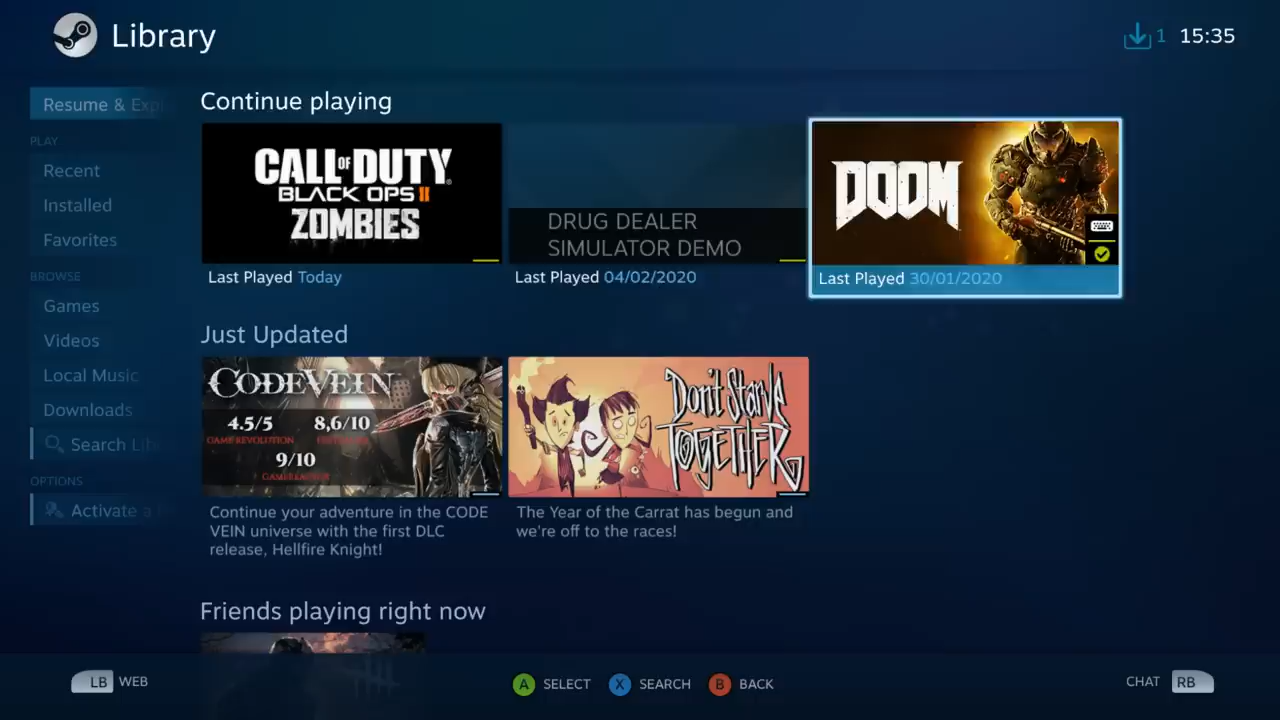 Library
1 15:35
Resume & Exp
PLAY
Recent
Installed
Favorites
BROWSE
Games
Videos
Local Music
Downloads
Search Lib
OPTIONS
Activate a
Continue playing
CALL OF DUTY
BLACK OPS II
ZOMBIES
Last Played Today
DRUG DEALER
SIMULATOR DEMO
Last Played 04/02/2020
DOOM
Last Played 30/01/2020
Just Updated
CODE VEIN
4.5/5 8,6/10
GAME REVOLUTION
9/10
Continue your adventure in the CODE
VEIN universe with the first DLC
release, Hellfire Knight!
Don't Starve
TOGETHER
The Year of the Carrat has begun and
we're off to the races!
Friends playing right now
LB WEB
A SELECT X SEARCH B BACK
CHAT RB